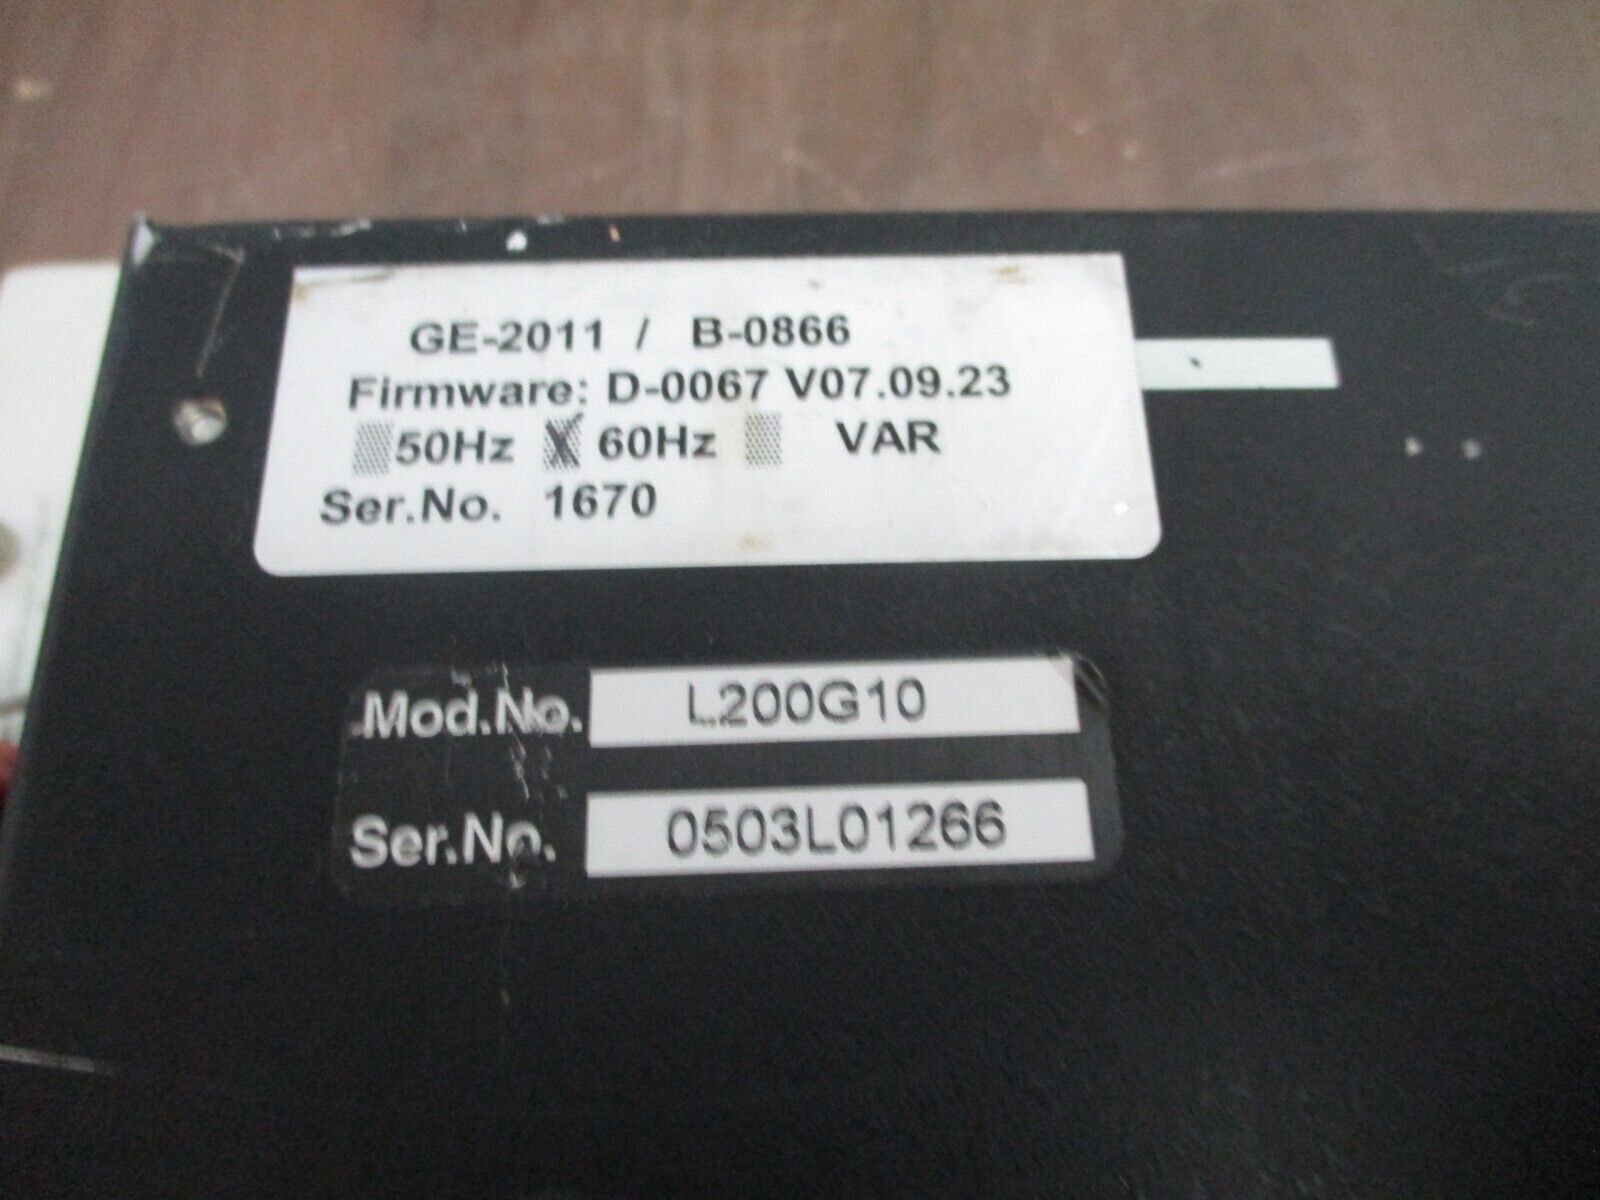 GE-2011 / B-0866
Firmware: D-0067 V07.09.23
50Hz 60Hz VAR
Ser.No. 1670
Mod.No. L200G10
Ser.No. 0503L01266